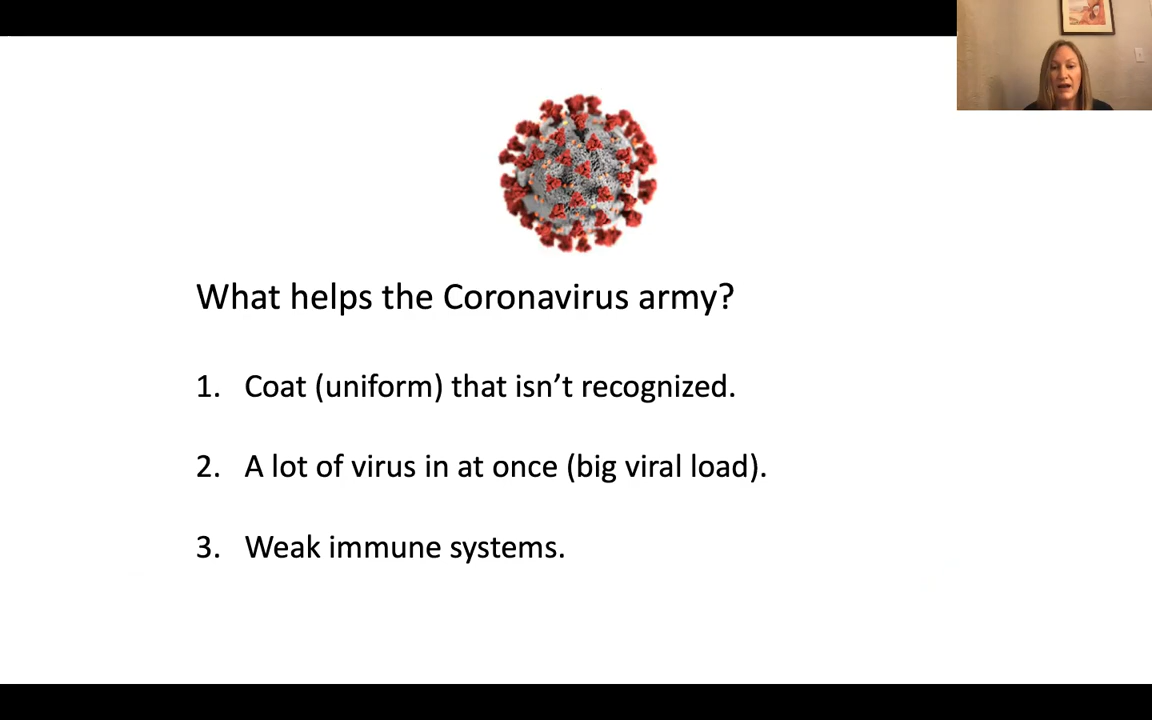 What helps the Coronavirus army?
1. Coat (uniform) that isn’t recognized.
2. A lot of virus in at once (big viral load).
3. Weak immune systems.